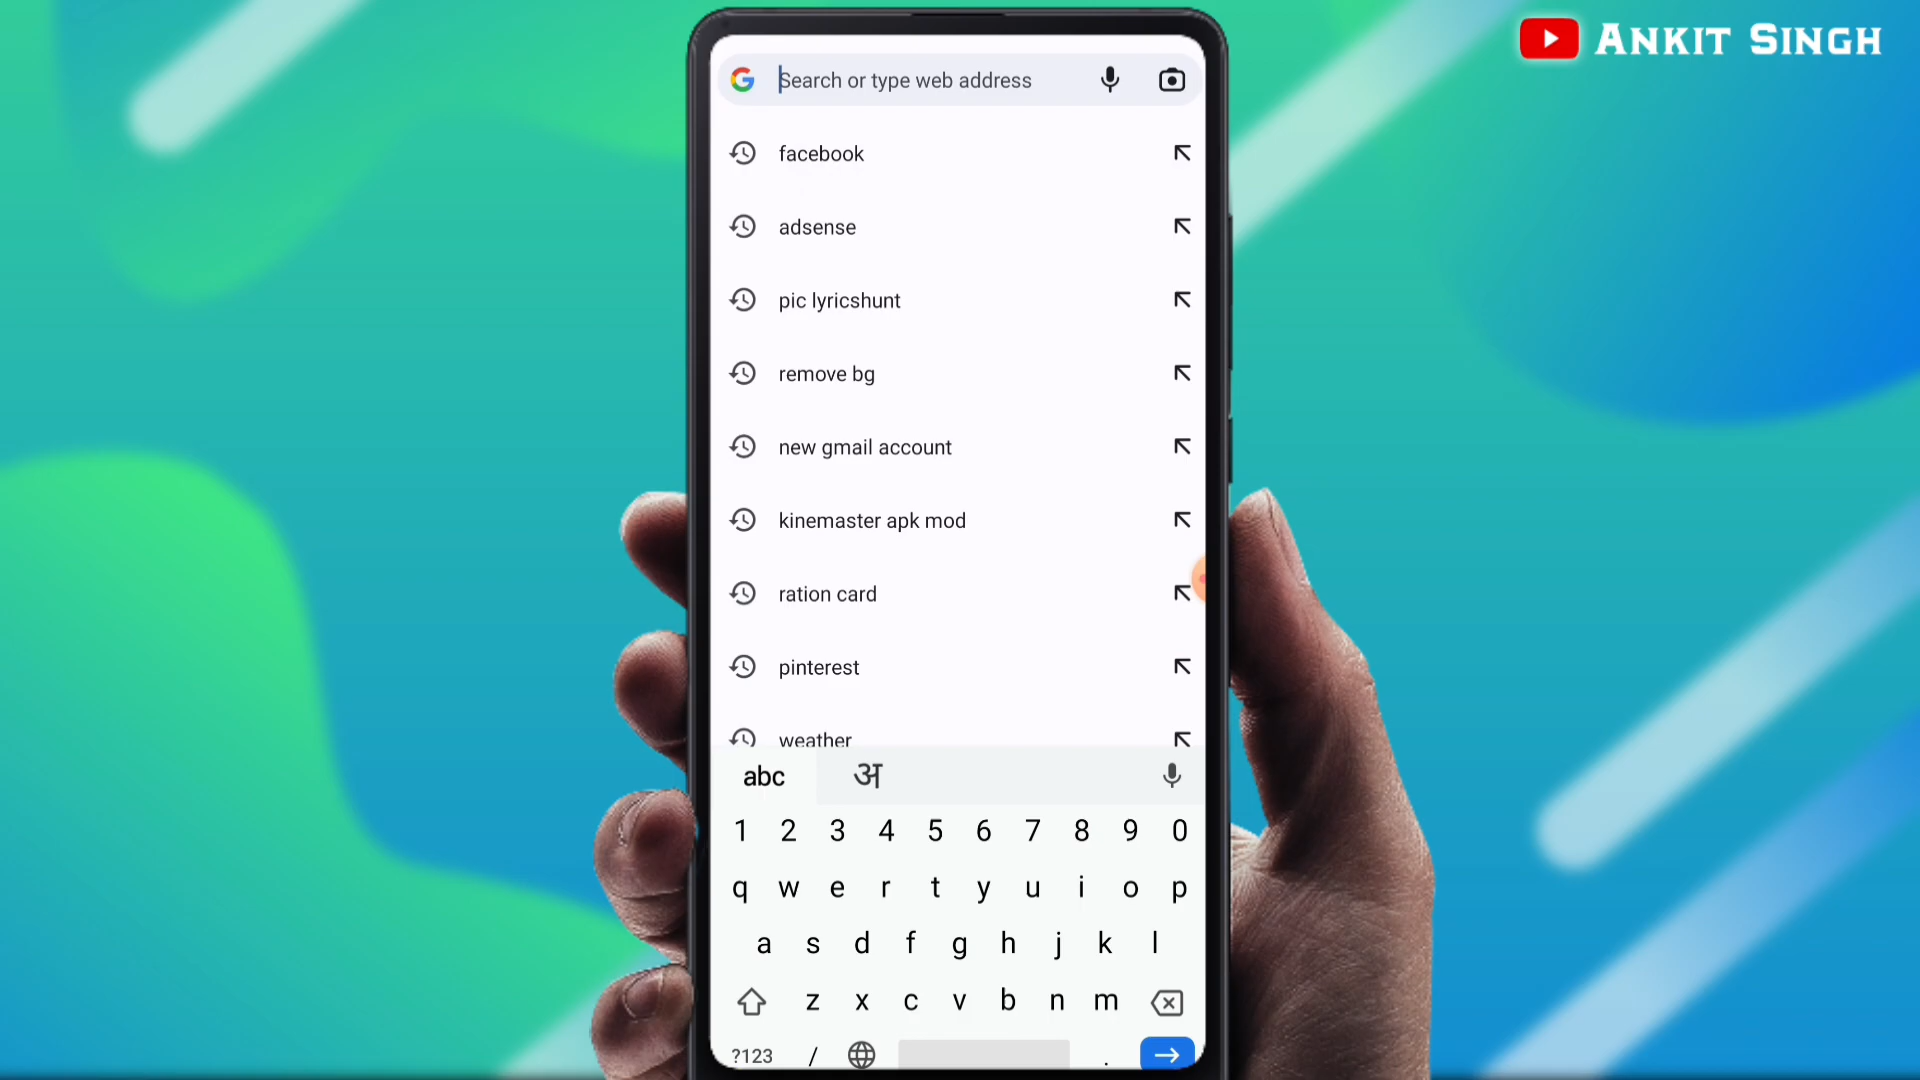 ANKIT SINGH
Search or type web address
facebook
adsense
pic lyricshunt
remove bg
new gmail account
kinemaster apk mod
ration card
pinterest
weather
abc अ
1 2 3 4 5 6 7 8 9 0
q w e r t y u i o p
a s d f g h j k l
z x c v b n m
?123 / .